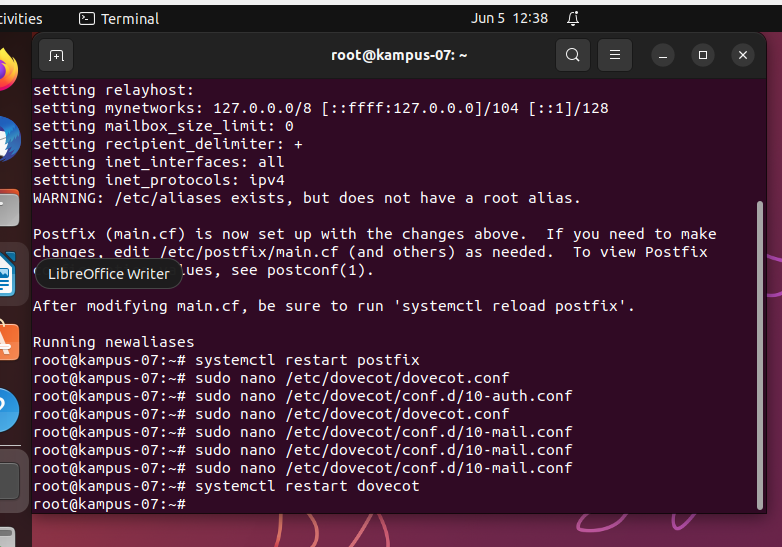 tivities
Terminal
Jun 5 12:38
root@kampus-07: ~
setting relayhost:
setting mynetworks: 127.0.0.0/8 [::ffff:127.0.0.0]/104 [::1]/128
setting mailbox_size_limit: 0
setting recipient_delimiter: +
setting inet_interfaces: all
setting inet_protocols: ipv4
WARNING: /etc/aliases exists, but does not have a root alias.
Postfix (main.cf) is now set up with the changes above.  If you need to make
changes, edit /etc/postfix/main.cf (and others) as needed.  To view Postfix
LibreOffice Writer
ues, see postconf(1).
After modifying main.cf, be sure to run 'systemctl reload postfix'.
Running newaliases
root@kampus-07:~# systemctl restart postfix
root@kampus-07:~# sudo nano /etc/dovecot/dovecot.conf
root@kampus-07:~# sudo nano /etc/dovecot/conf.d/10-auth.conf
root@kampus-07:~# sudo nano /etc/dovecot/dovecot.conf
root@kampus-07:~# sudo nano /etc/dovecot/conf.d/10-mail.conf
root@kampus-07:~# sudo nano /etc/dovecot/conf.d/10-mail.conf
root@kampus-07:~# sudo nano /etc/dovecot/conf.d/10-mail.conf
root@kampus-07:~# systemctl restart dovecot
root@kampus-07:~#